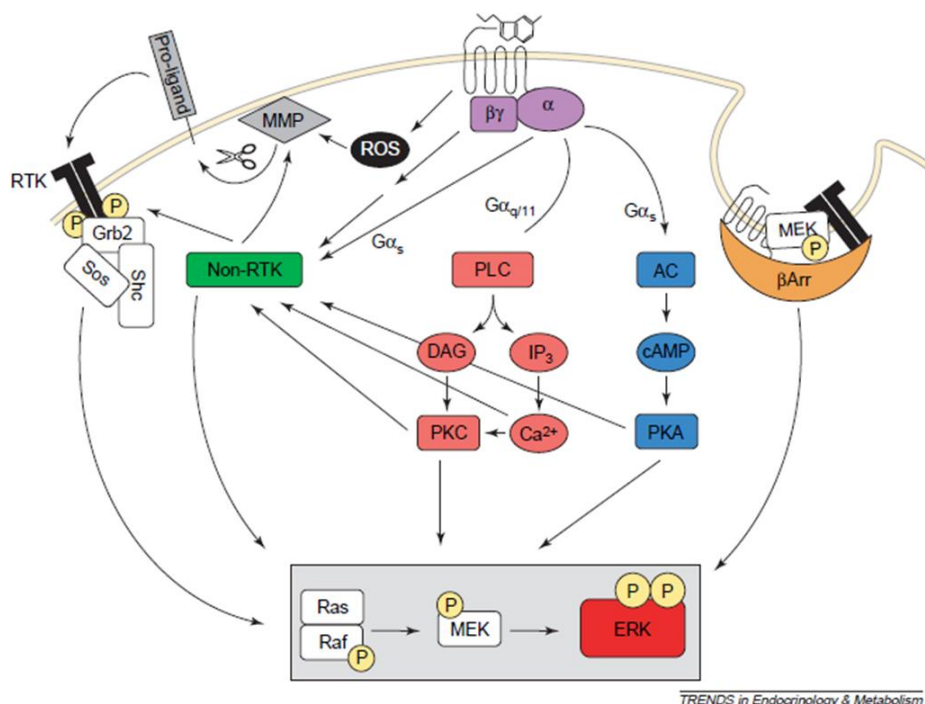 Pro-ligand
MMP
ROS
βγ
α
RTK
P
P
Grb2
Sos
Shc
Non-RTK
Gαs
Gαq/11
Gαs
PLC
AC
DAG
IP3
cAMP
PKC
Ca2+
PKA
MEK
P
βArr
Ras
Raf
P
P
MEK
P P
ERK
TRENDS in Endocrinology & Metabolism